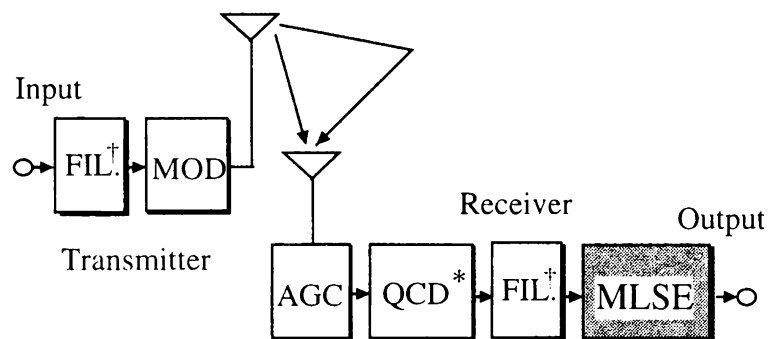 Input
FIL.†
MOD
Transmitter
Receiver
Output
AGC
QCD*
FIL.†
MLSE